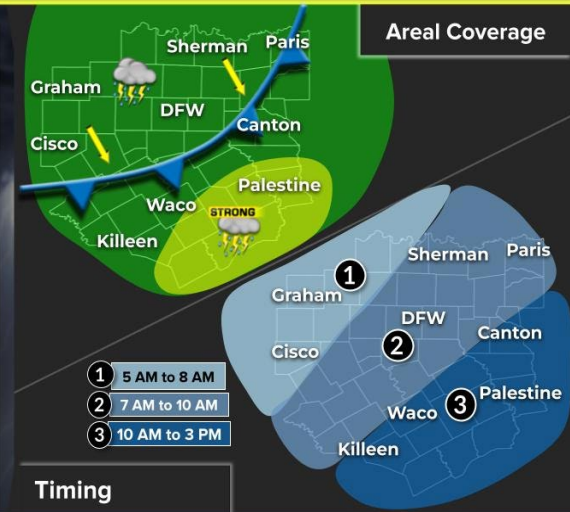 Areal Coverage
Sherman
Paris
Graham
DFW
Canton
Cisco
Palestine
Waco
STRONG
Killeen
1
Sherman
Paris
Graham
DFW
Canton
2
Cisco
Palestine
3
Waco
Killeen
1 5 AM to 8 AM
2 7 AM to 10 AM
3 10 AM to 3 PM
Timing